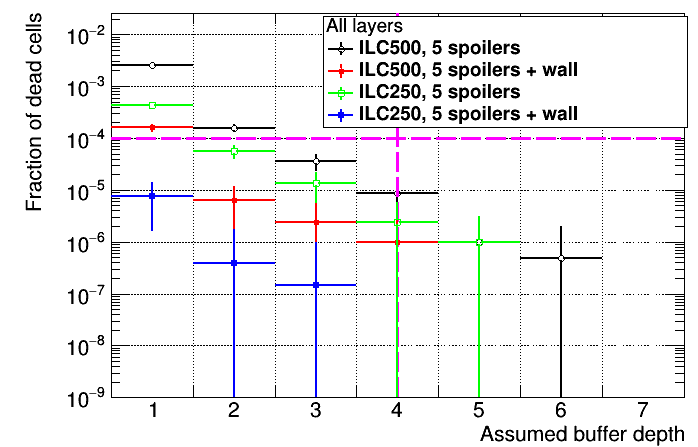 Fraction of dead cells
All layers
ILC500, 5 spoilers
ILC500, 5 spoilers + wall
ILC250, 5 spoilers
ILC250, 5 spoilers + wall
10⁻²
10⁻³
10⁻⁴
10⁻⁵
10⁻⁶
10⁻⁷
10⁻⁸
10⁻⁹
1 2 3 4 5 6 7
Assumed buffer depth